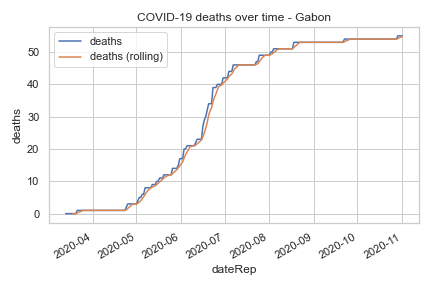 COVID-19 deaths over time - Gabon
deaths
deaths (rolling)
deaths
50
40
30
20
10
0
2020-04
2020-05
2020-06
2020-07
2020-08
2020-09
2020-10
2020-11
dateRep